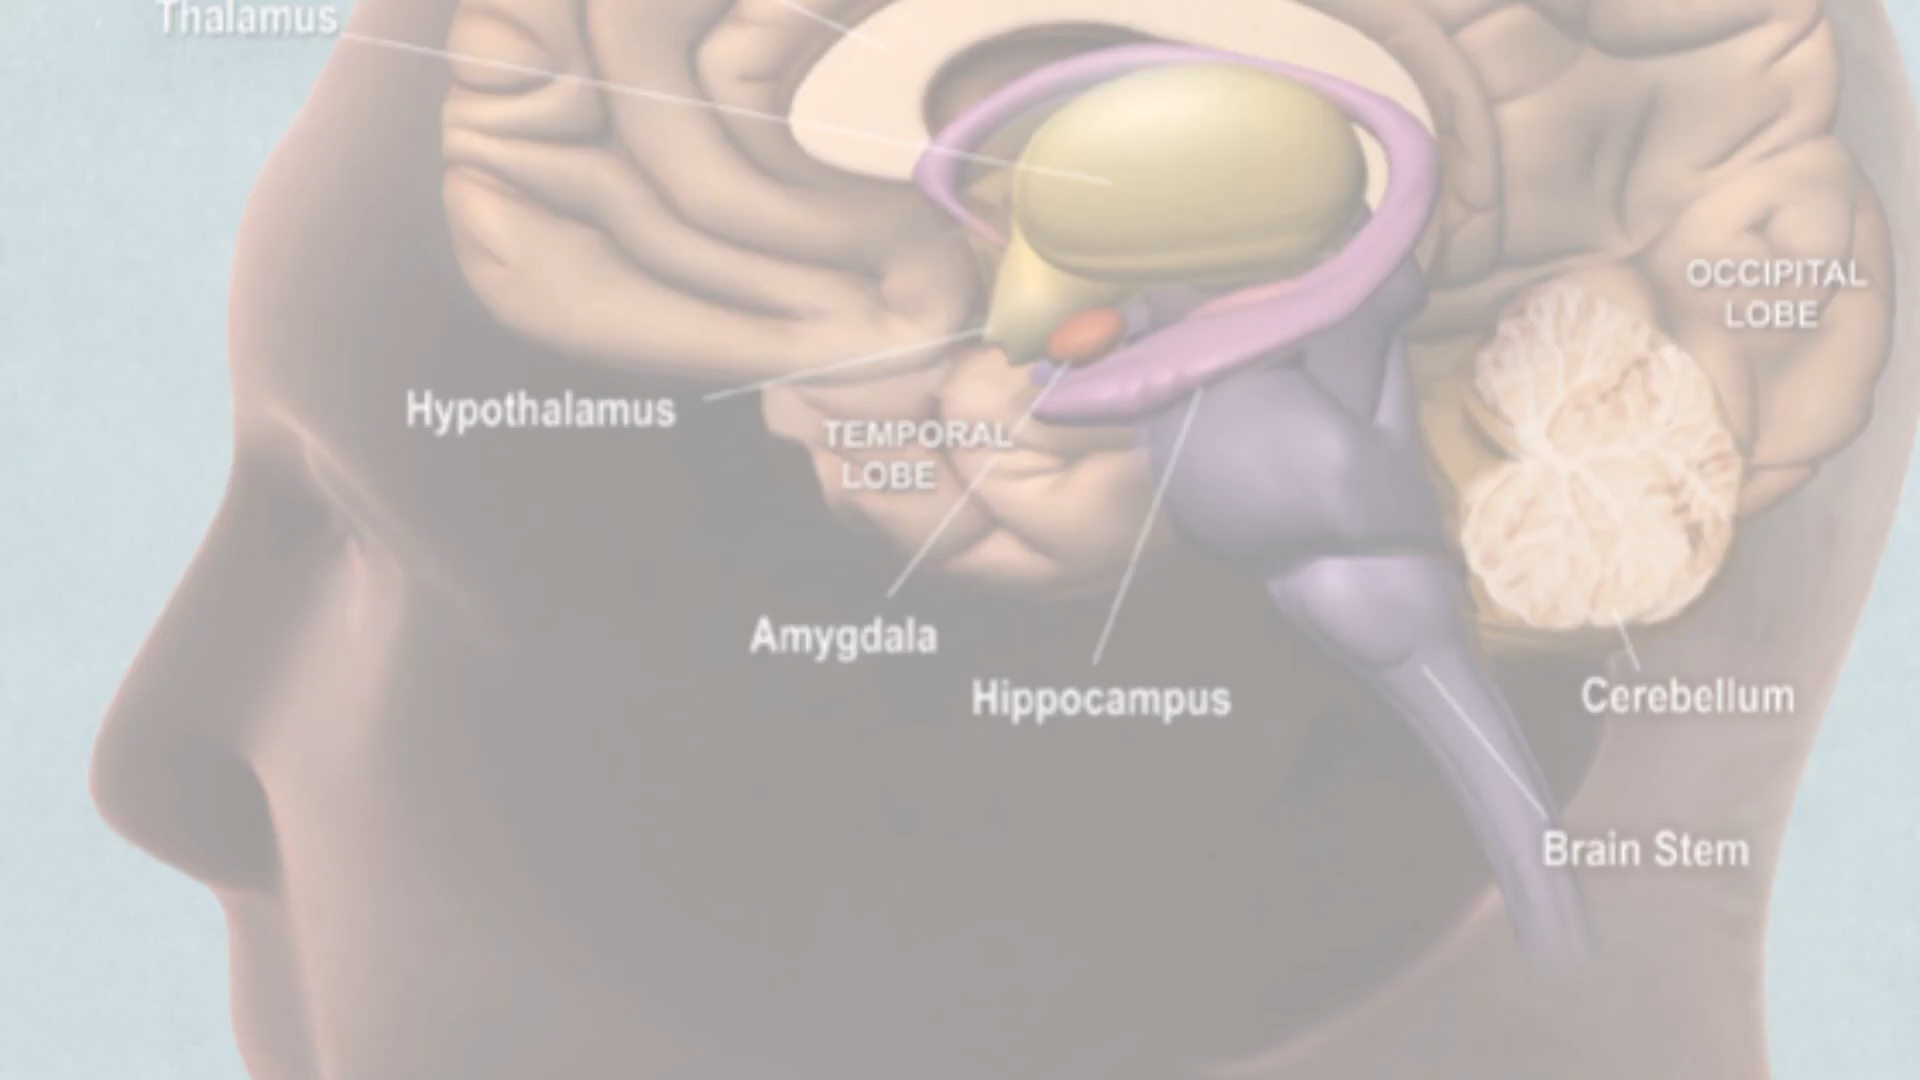 Thalamus
OCCIPITAL
LOBE
Hypothalamus
TEMPORAL
LOBE
Amygdala
Hippocampus
Cerebellum
Brain Stem